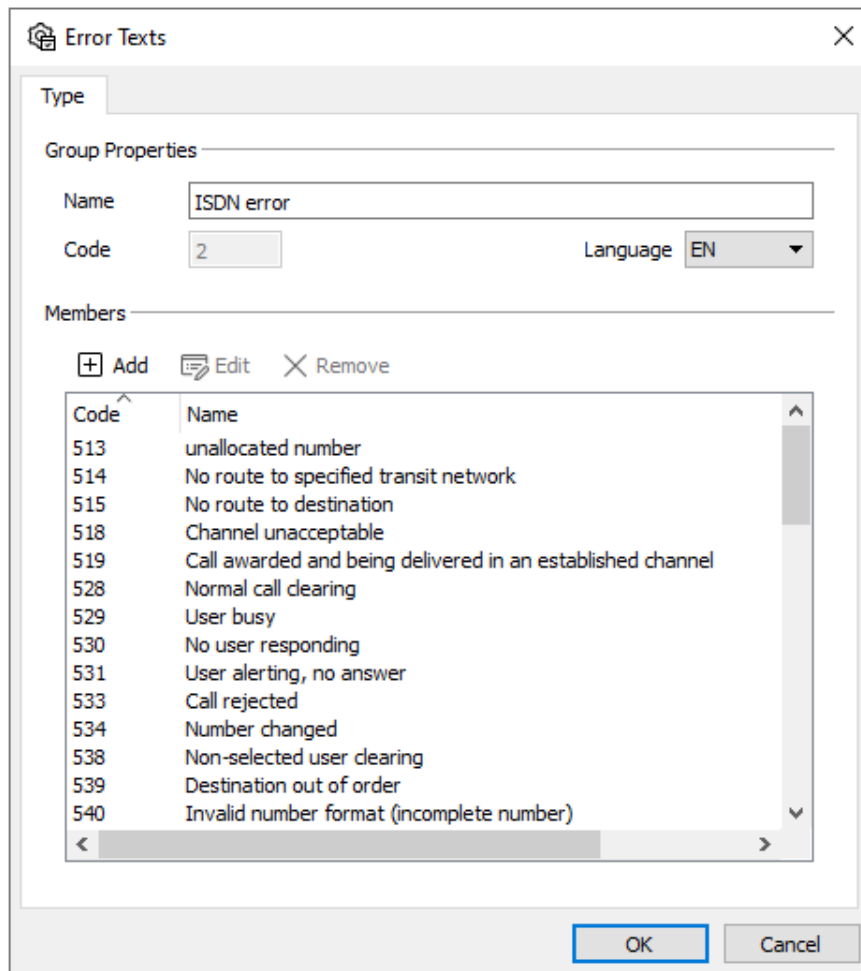 Error Texts
Type
Group Properties
Name ISDN error
Code 2 Language EN
Members
Add Edit Remove
Code Name
513 unallocated number
514 No route to specified transit network
515 No route to destination
518 Channel unacceptable
519 Call awarded and being delivered in an established channel
528 Normal call clearing
529 User busy
530 No user responding
531 User alerting, no answer
533 Call rejected
534 Number changed
538 Non-selected user clearing
539 Destination out of order
540 Invalid number format (incomplete number)
OK Cancel